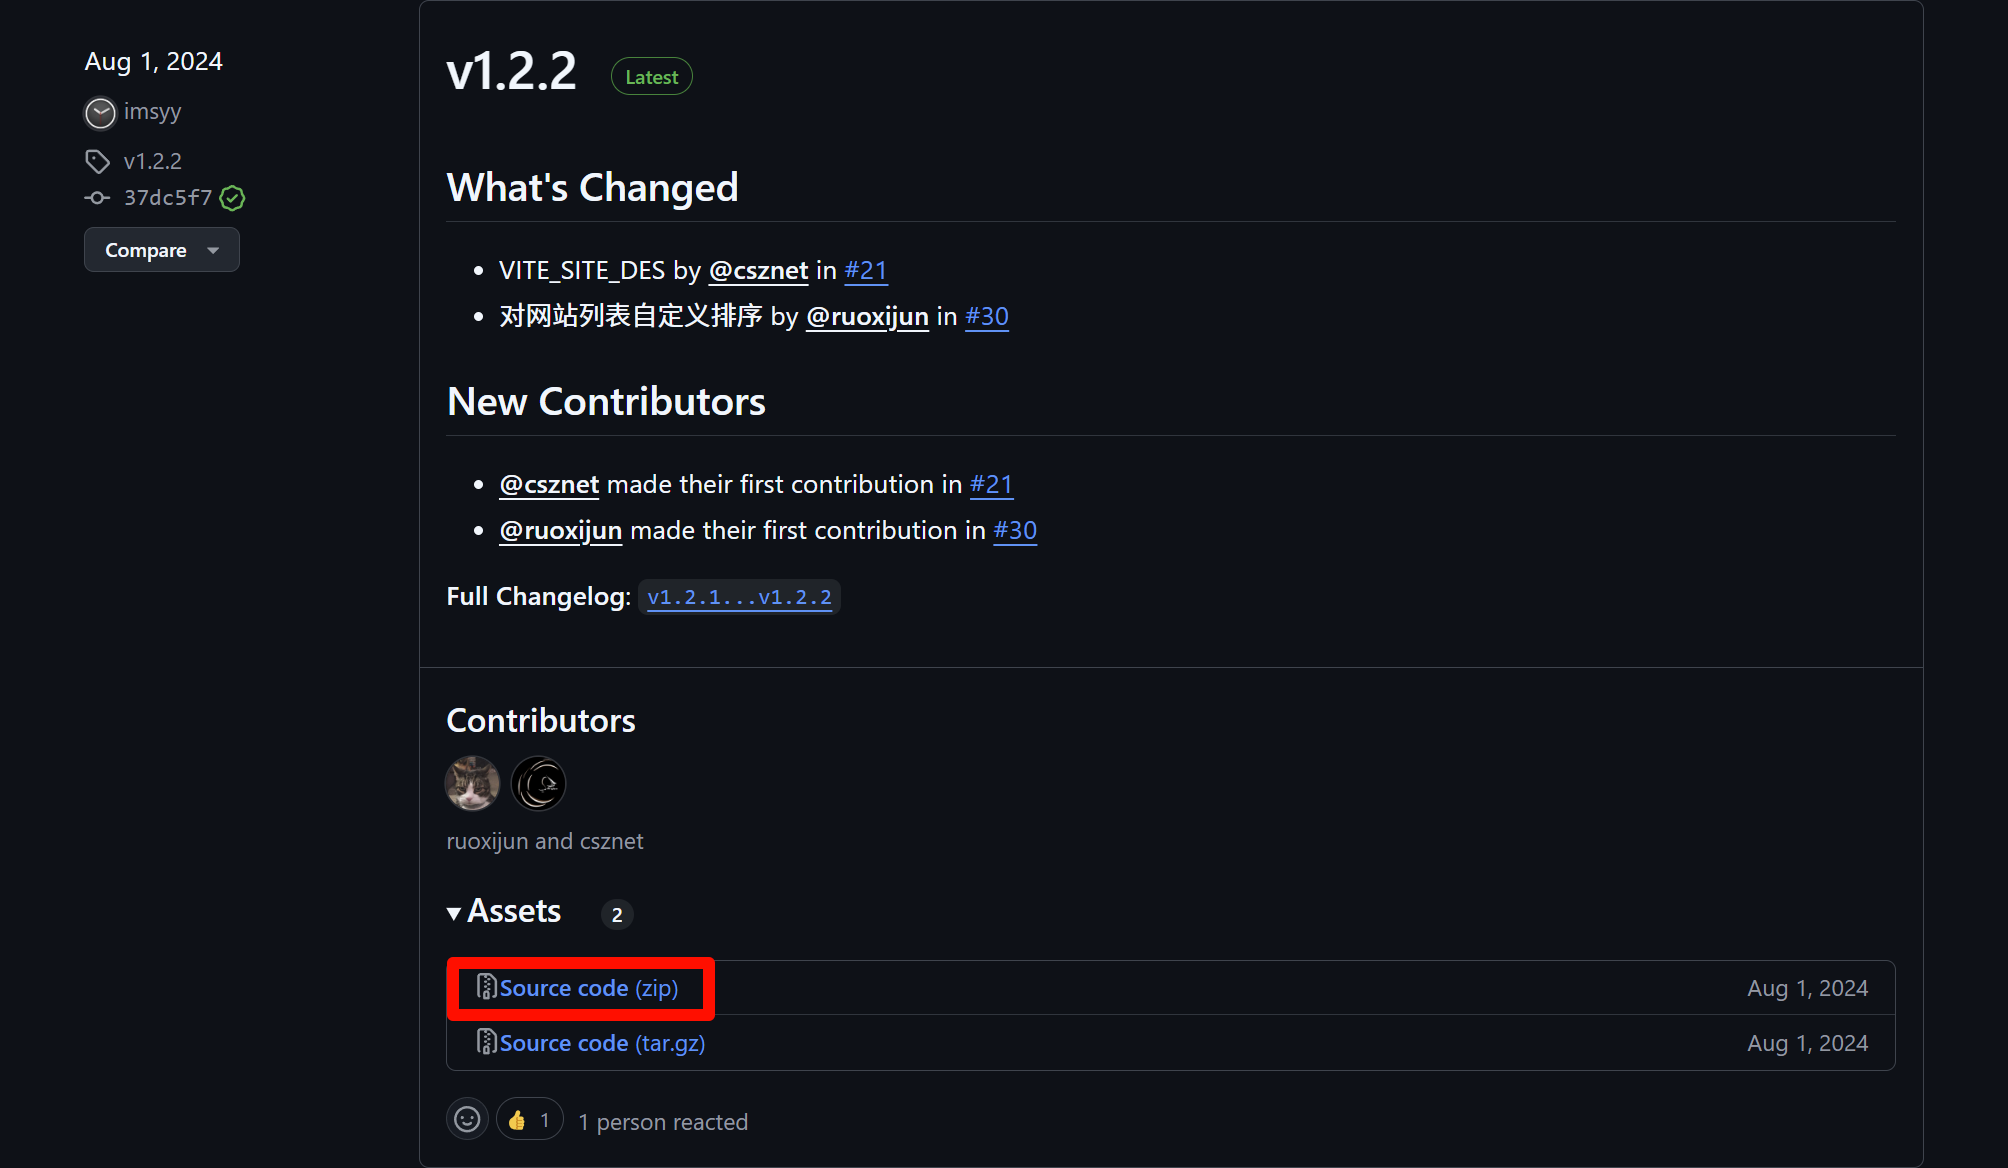 Aug 1, 2024
imsyy
v1.2.2
37dc5f7
Compare
v1.2.2 Latest
What's Changed
VITE_SITE_DES by @csznet in #21
对网站列表自定义排序 by @ruoxijun in #30
New Contributors
@csznet made their first contribution in #21
@ruoxijun made their first contribution in #30
Full Changelog: v1.2.1...v1.2.2
Contributors
ruoxijun and csznet
Assets 2
Source code (zip) Aug 1, 2024
Source code (tar.gz) Aug 1, 2024
👍 1 1 person reacted